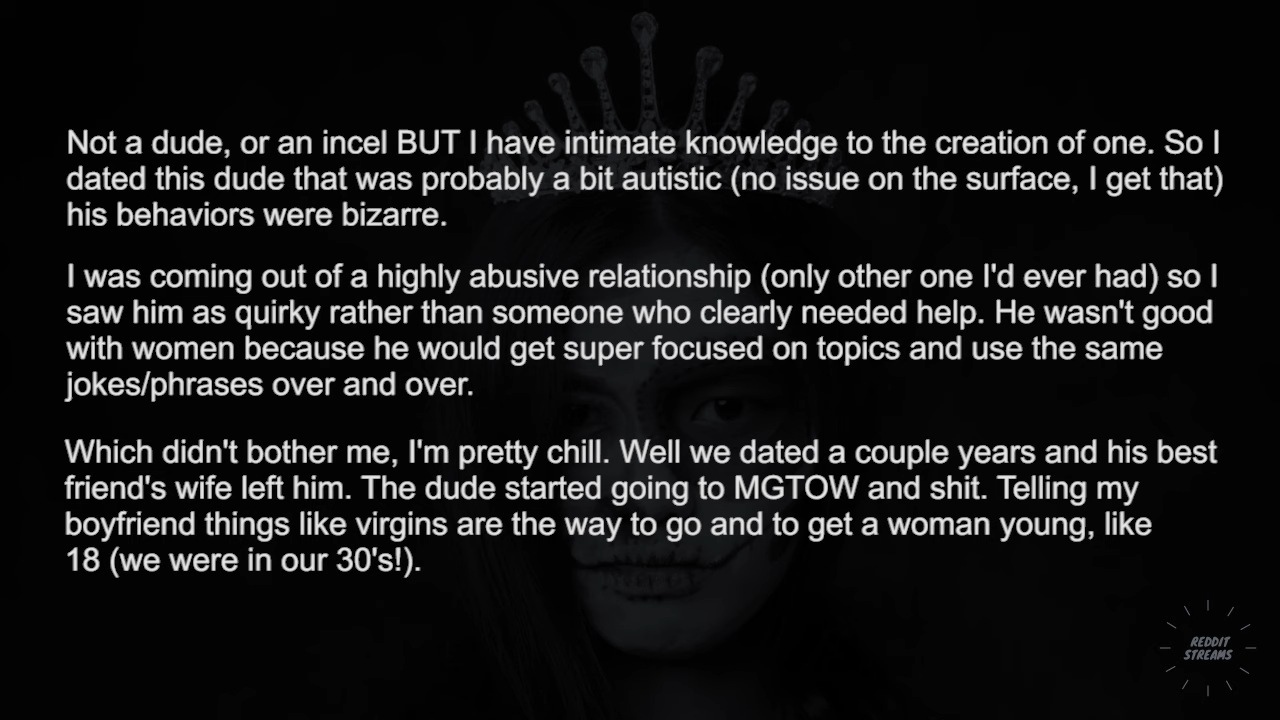 Not a dude, or an incel BUT I have intimate knowledge to the creation of one. So I
dated this dude that was probably a bit autistic (no issue on the surface, I get that)
his behaviors were bizarre.
I was coming out of a highly abusive relationship (only other one I'd ever had) so I
saw him as quirky rather than someone who clearly needed help. He wasn't good
with women because he would get super focused on topics and use the same
jokes/phrases over and over.
Which didn't bother me, I'm pretty chill. Well we dated a couple years and his best
friend's wife left him. The dude started going to MGTOW and shit. Telling my
boyfriend things like virgins are the way to go and to get a woman young, like
18 (we were in our 30's!).
REDDIT
STREAMS